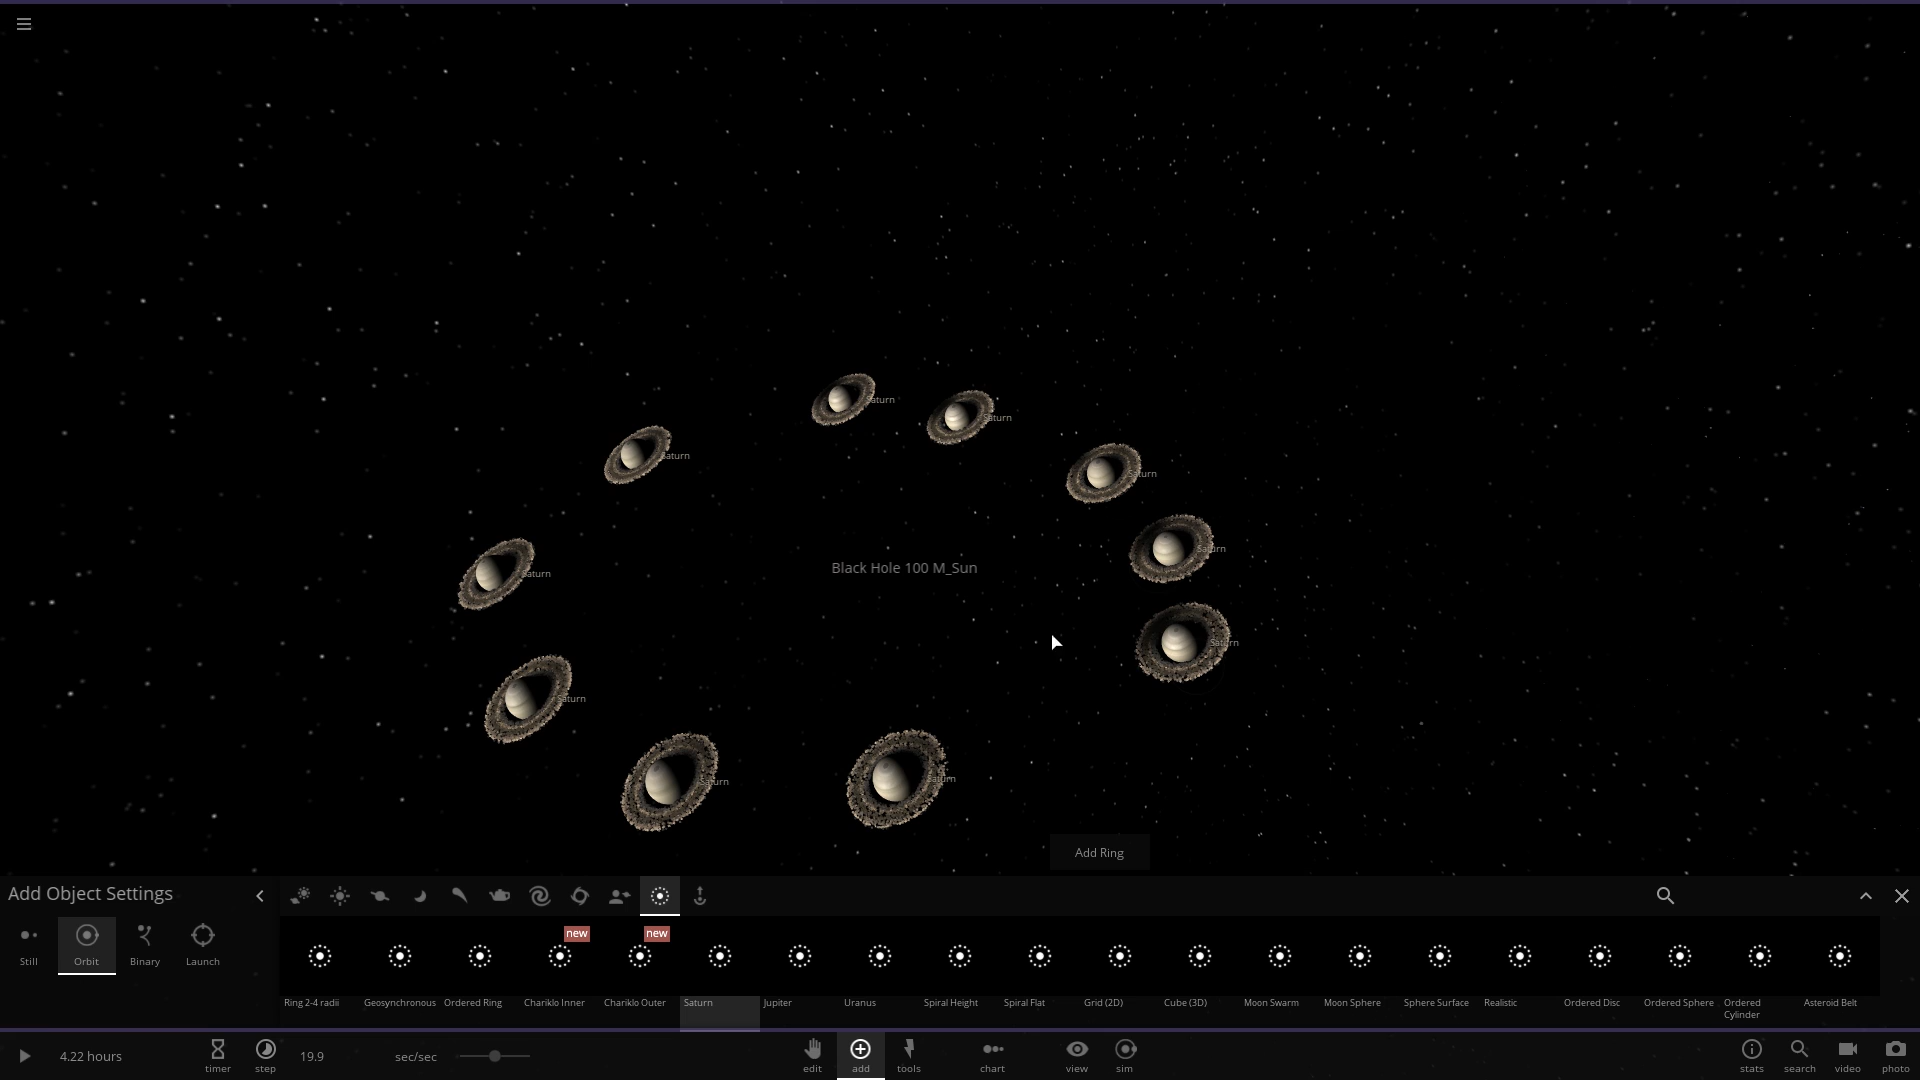 Saturn
Saturn
Saturn
Saturn
Saturn
Black Hole 100 M_Sun
Saturn
Saturn
Saturn
Saturn
Saturn
Add Ring
Add Object Settings
new
new
Still
Orbit
Binary
Launch
Ring 2-4 radii
Geosynchronous
Ordered Ring
Chariklo Inner
Chariklo Outer
Saturn
Jupiter
Uranus
Spiral Height
Spiral Flat
Grid (2D)
Cube (3D)
Moon Swarm
Moon Sphere
Sphere Surface
Realistic
Ordered Disc
Ordered Sphere
Ordered
Cylinder
Asteroid Belt
4.22 hours
timer
step
19.9
sec/sec
edit
add
tools
chart
view
sim
stats
search
video
photo